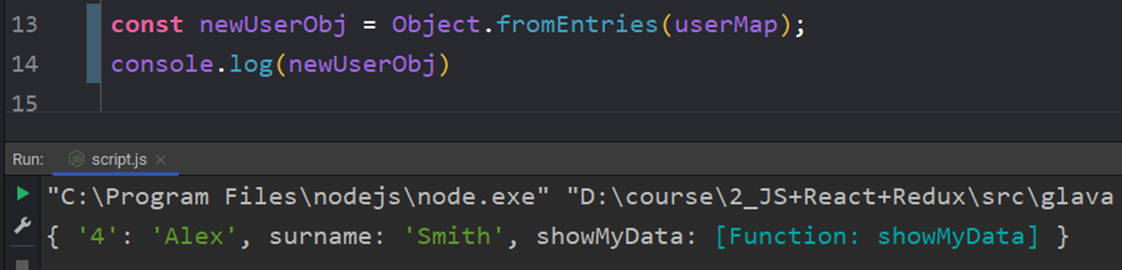 13 const newUserObj = Object.fromEntries(userMap);
14 console.log(newUserObj)
15
Run: script.js
"C:\Program Files\nodejs\node.exe" "D:\course\2_JS+React+Redux\src\glava
{ '4': 'Alex', surname: 'Smith', showMyData: [Function: showMyData] }